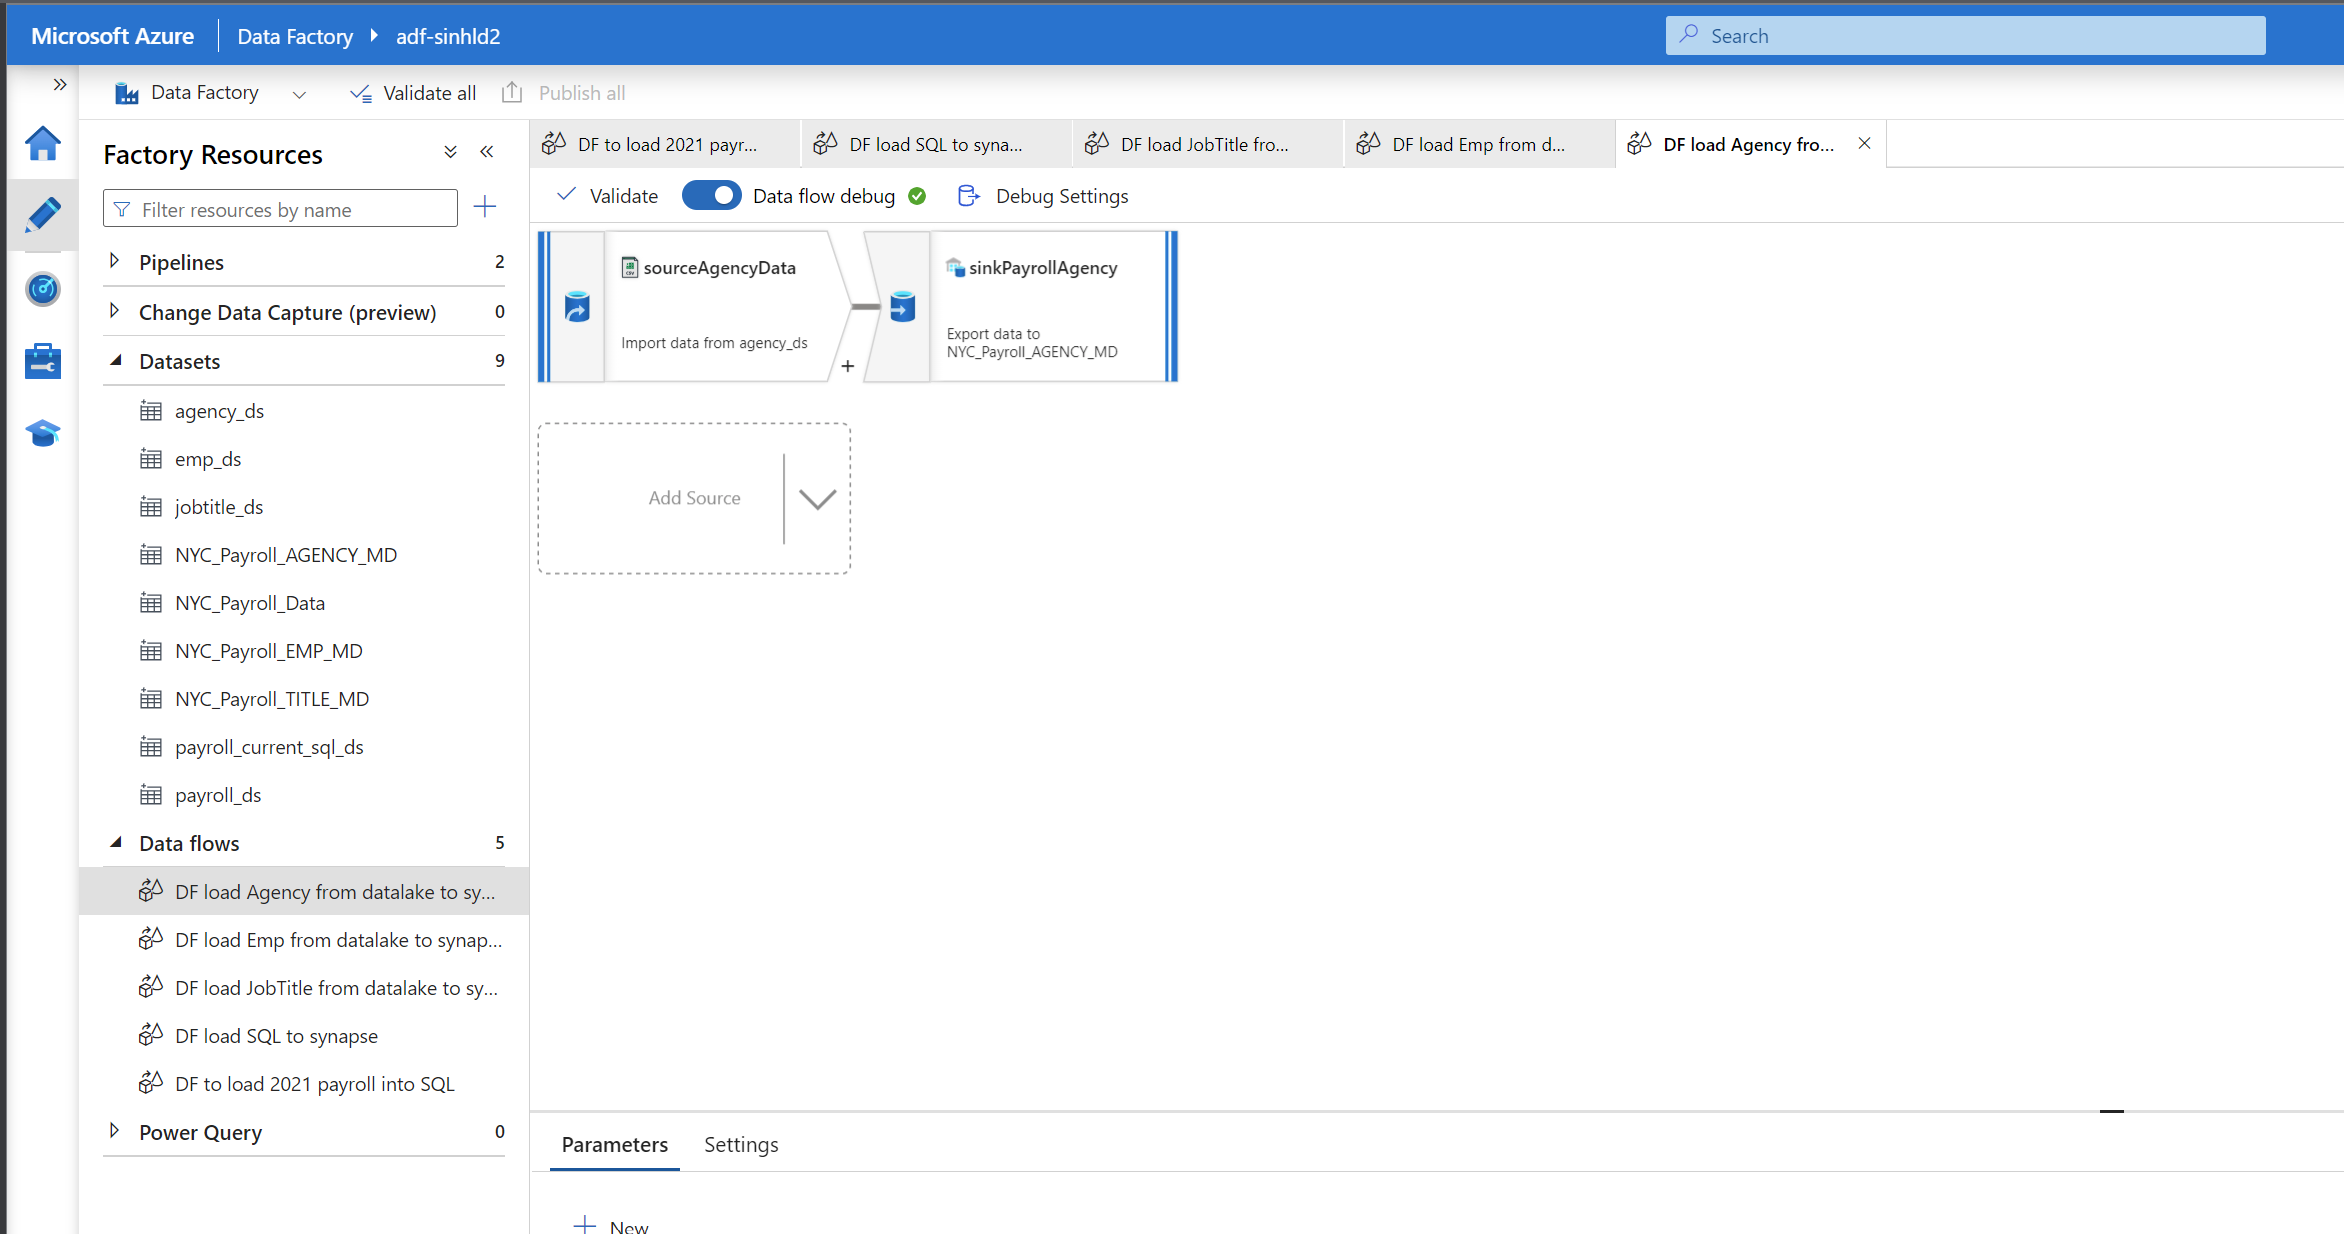 Microsoft Azure
Data Factory
adf-sinhld2
Search
Data Factory
Validate all
Publish all
Factory Resources
Filter resources by name
Pipelines
2
Change Data Capture (preview)
0
Datasets
9
agency_ds
emp_ds
jobtitle_ds
NYC_Payroll_AGENCY_MD
NYC_Payroll_Data
NYC_Payroll_EMP_MD
NYC_Payroll_TITLE_MD
payroll_current_sql_ds
payroll_ds
Data flows
5
DF load Agency from datalake to sy...
DF load Emp from datalake to synap...
DF load JobTitle from datalake to sy...
DF load SQL to synapse
DF to load 2021 payroll into SQL
Power Query
0
DF to load 2021 payr...
DF load SQL to syna...
DF load JobTitle fro...
DF load Emp from d...
DF load Agency fro...
Validate
Data flow debug
Debug Settings
sourceAgencyData
Import data from agency_ds
+
sinkPayrollAgency
Export data to
NYC_Payroll_AGENCY_MD
Add Source
Parameters
Settings
New